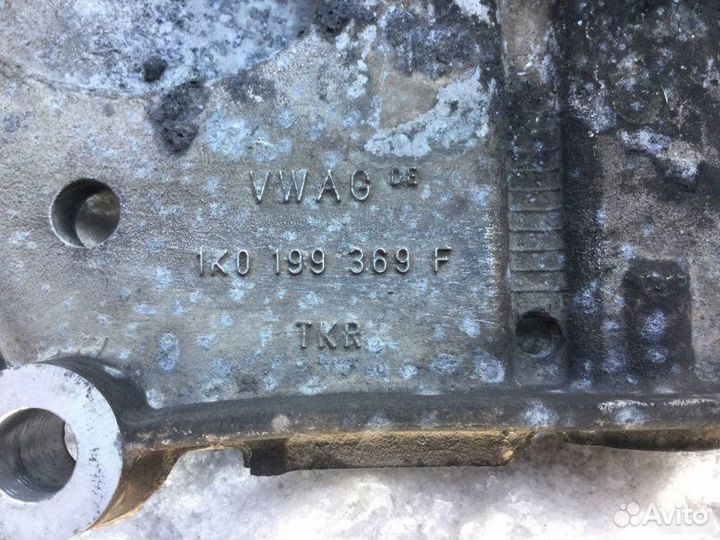 VWAG DE
1K0 199 369 F
TKR
Avito